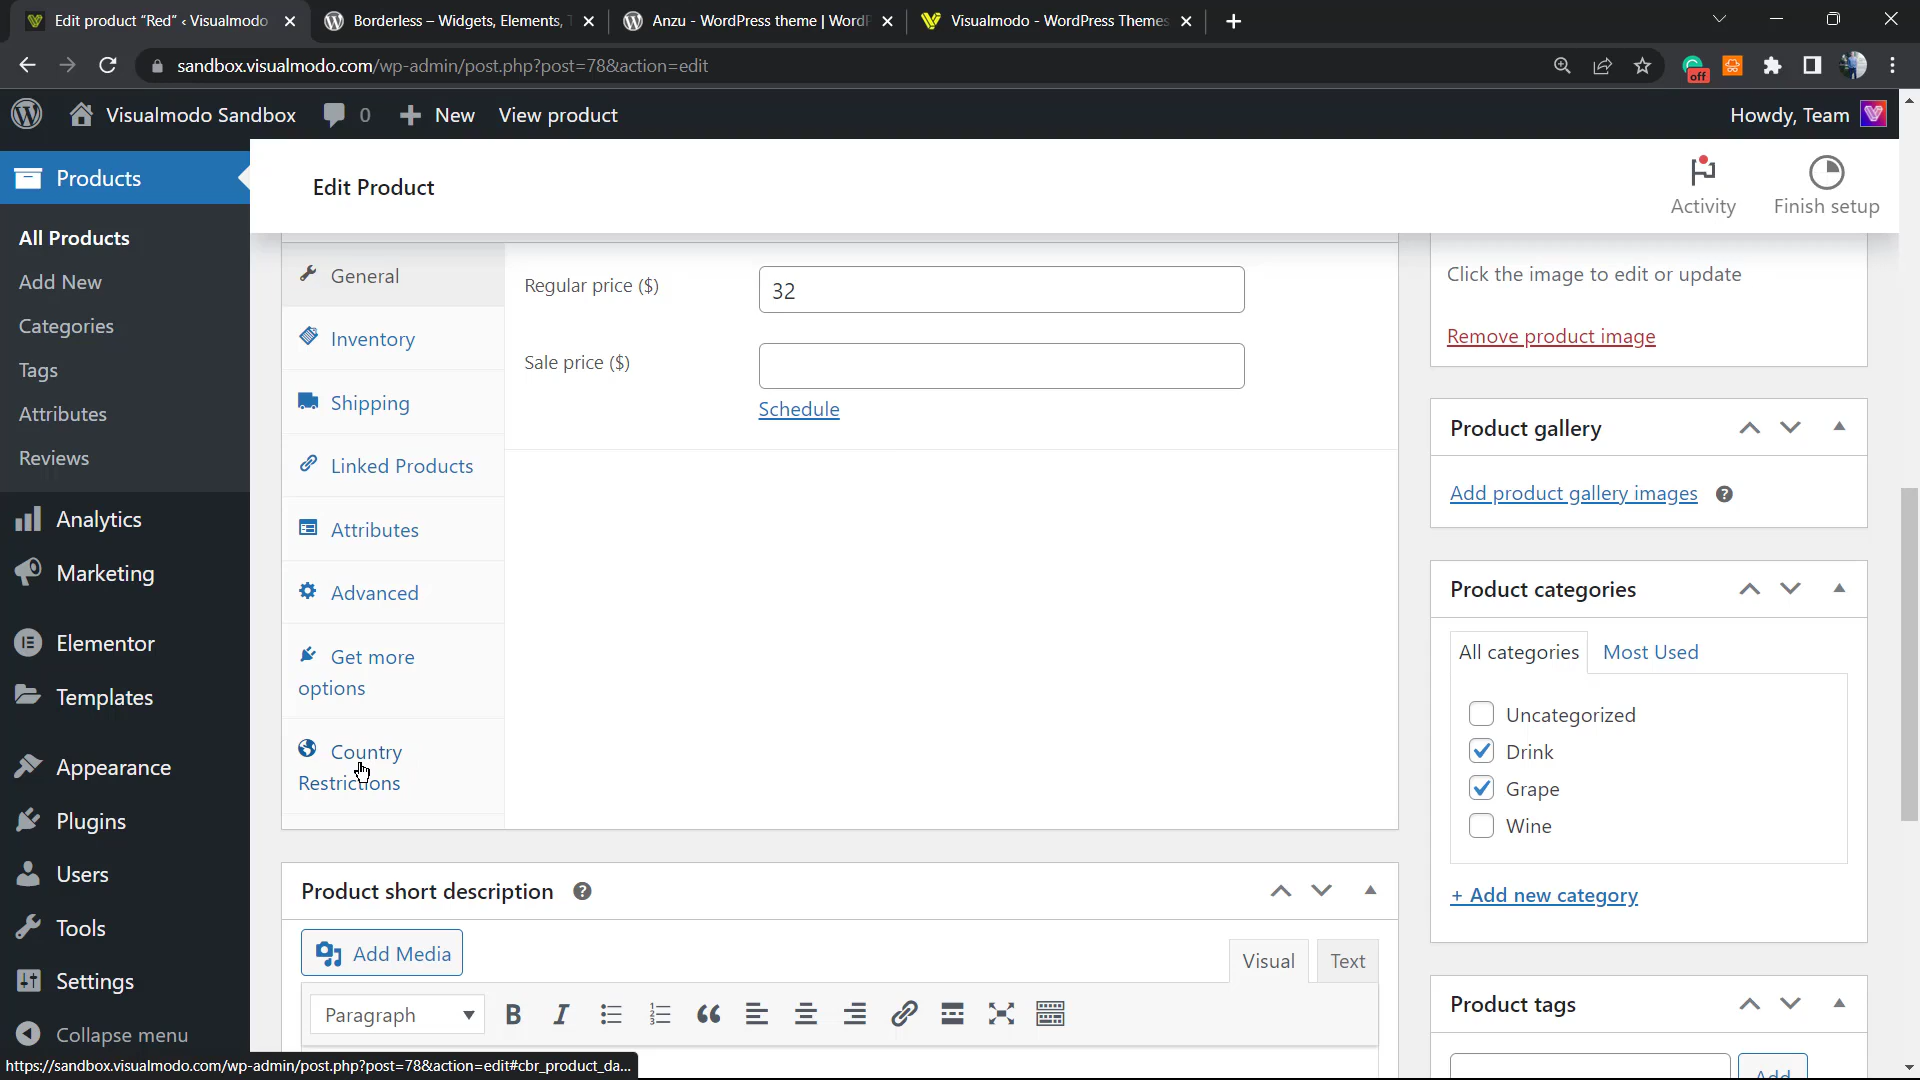 Edit product “Red” ‹ Visualmodo
Borderless – Widgets, Elements,
Anzu - WordPress theme | Word
Visualmodo - WordPress Themes
sandbox.visualmodo.com/wp-admin/post.php?post=78&action=edit
off
Visualmodo Sandbox
0
New
View product
Howdy, Team
Products
Edit Product
Activity
Finish setup
All Products
Add New
Categories
Tags
Attributes
Reviews
Analytics
Marketing
Elementor
Templates
Appearance
Plugins
Users
Tools
Settings
Collapse menu
General
Inventory
Shipping
Linked Products
Attributes
Advanced
Get more
options
Country
Restrictions
Regular price ($)
32
Sale price ($)
Schedule
Product short description
Add Media
Visual
Text
Paragraph
Click the image to edit or update
Remove product image
Product gallery
Add product gallery images
Product categories
All categories
Most Used
Uncategorized
Drink
Grape
Wine
+ Add new category
Product tags
Add
https://sandbox.visualmodo.com/wp-admin/post.php?post=78&action=edit#cbr_product_da...